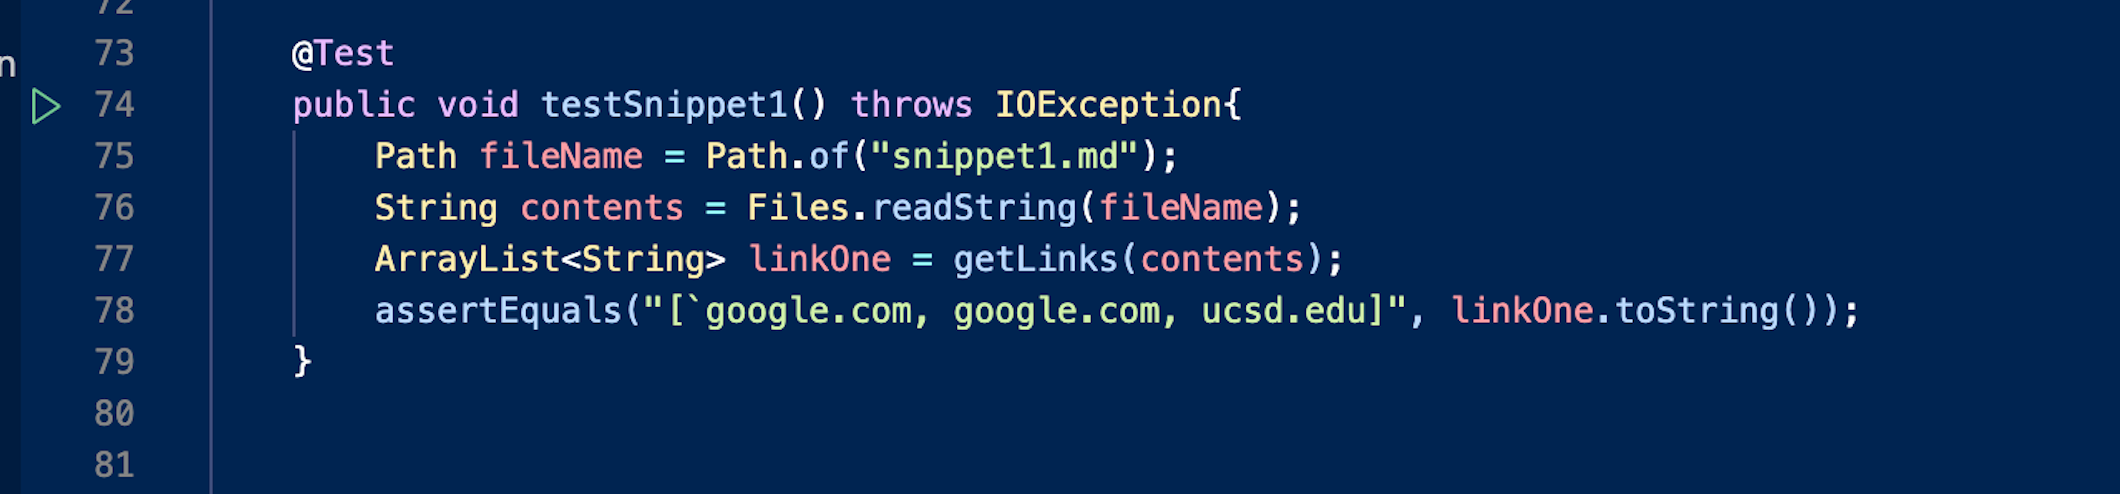 72
n
73 @Test
74 public void testSnippet1() throws IOException{
75 Path fileName = Path.of("snippet1.md");
76 String contents = Files.readString(fileName);
77 ArrayList<String> linkOne = getLinks(contents);
78 assertEquals("[`google.com, google.com, ucsd.edu]", linkOne.toString());
79 }
80
81